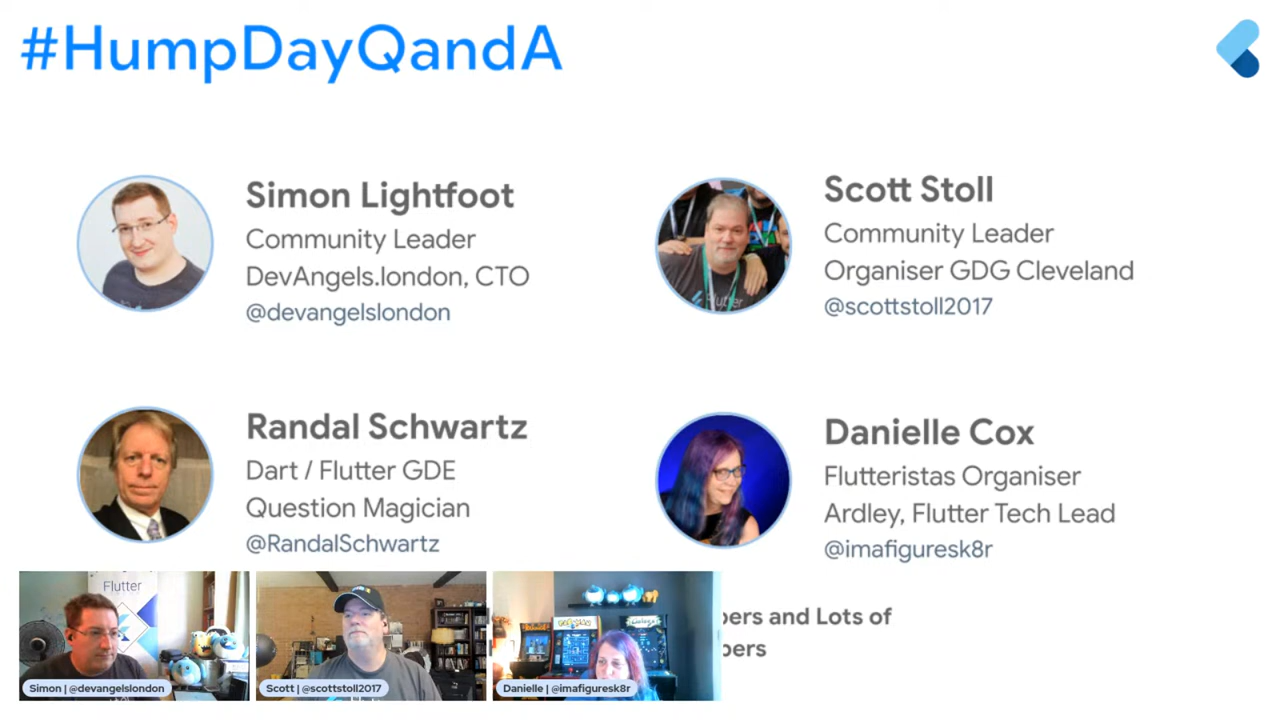 #HumpDayQandA
Simon Lightfoot
Community Leader
DevAngels.london, CTO
@devangelslondon
Scott Stoll
Community Leader
Organiser GDG Cleveland
@scottstoll2017
Randal Schwartz
Dart / Flutter GDE
Question Magician
@RandalSchwartz
Danielle Cox
Flutteristas Organiser
Ardley, Flutter Tech Lead
@imafiguresk8r
and Lots of
Flutter
Simon | @devangelslondon
Scott | @scottstoll2017
Danielle | @imafiguresk8r